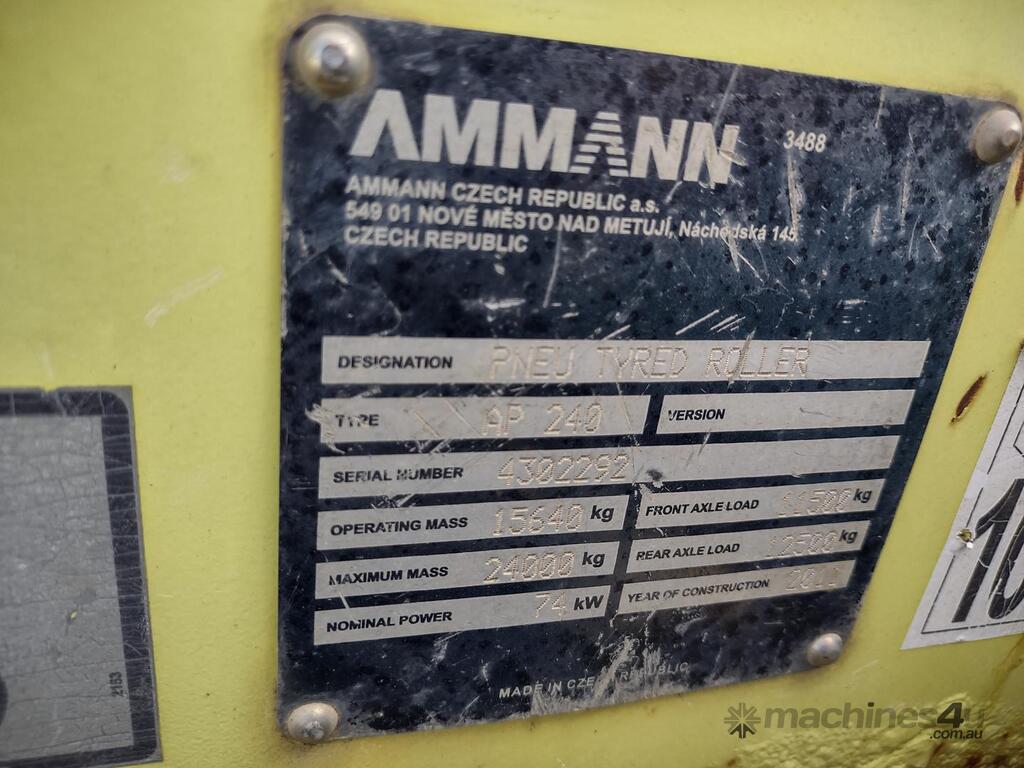 AMMANN 3488
AMMANN CZECH REPUBLIC a.s.
549 01 NOVÉ MĚSTO NAD METUJÍ, Náchodská 145
CZECH REPUBLIC
DESIGNATION PNEU TYRED ROLLER
TYPE AP 240 VERSION
SERIAL NUMBER 4302292
OPERATING MASS 15640 kg FRONT AXLE LOAD 11500 kg
MAXIMUM MASS 24000 kg REAR AXLE LOAD 12500 kg
NOMINAL POWER 74 kW YEAR OF CONSTRUCTION
MADE IN CZECH REPUBLIC
2153
machines4u
.com.au